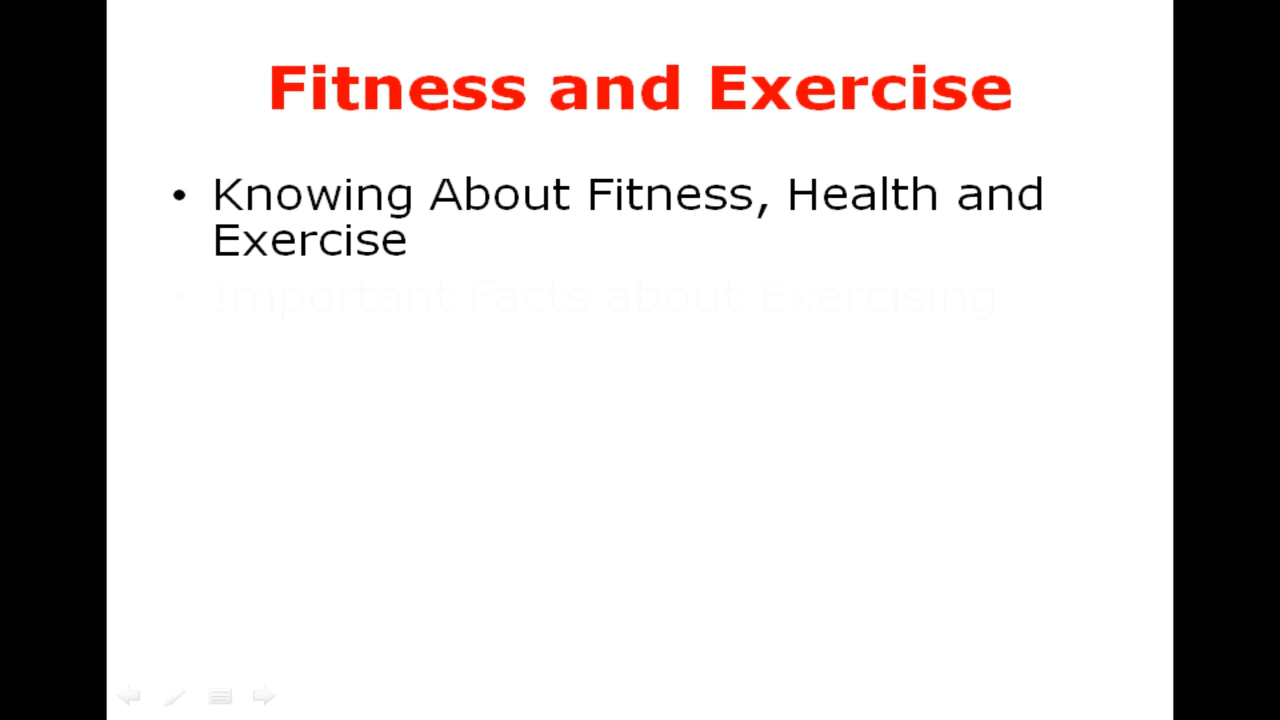 Fitness and Exercise
• Knowing About Fitness, Health and
Exercise
• Important Facts about Exercising